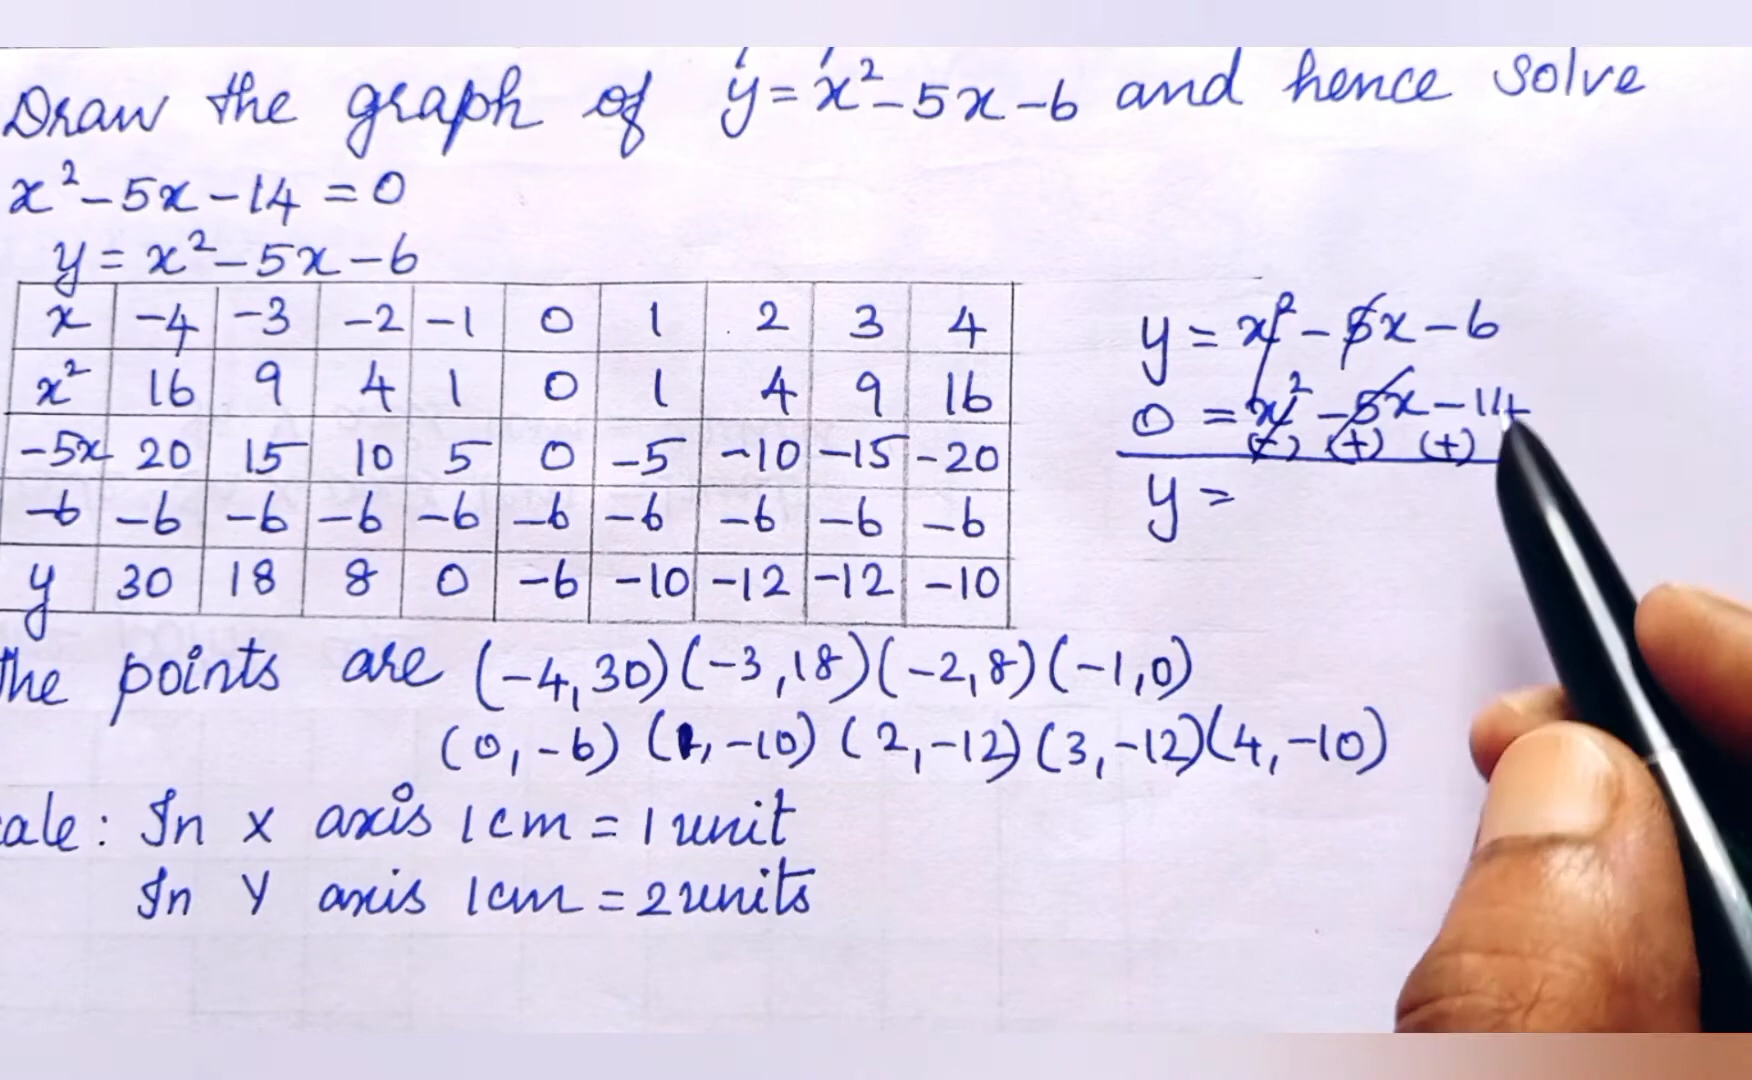 Draw the graph of y = x² - 5x - 6 and hence solve
x² - 5x - 14 = 0
y = x² - 5x - 6
x -4 -3 -2 -1 0 1 2 3 4
x² 16 9 4 1 0 1 4 9 16
-5x 20 15 10 5 0 -5 -10 -15 -20
-6 -6 -6 -6 -6 -6 -6 -6 -6 -6
y 30 18 8 0 -6 -10 -12 -12 -10
y = x² - 5x - 6
0 = x² - 5x - 14
(-) (+) (+)
y =
the points are (-4, 30) (-3, 18) (-2, 8) (-1, 0)
(0, -6) (1, -10) (2, -12) (3, -12) (4, -10)
cale: In X axis 1cm = 1 unit
In Y axis 1cm = 2 units